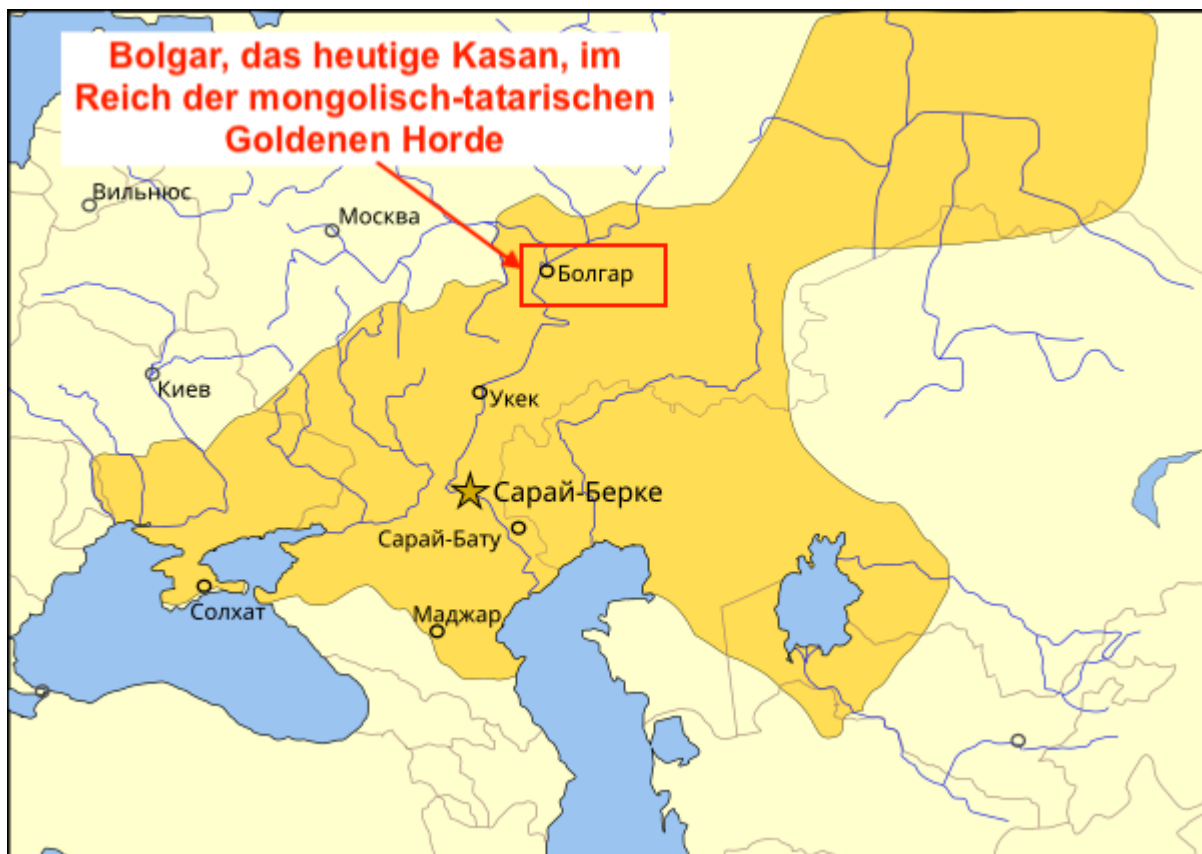 Bolgar, das heutige Kasan, im
Reich der mongolisch-tatarischen
Goldenen Horde
Вильнюс
Москва
Болгар
Киев
Укек
Сарай-Берке
Сарай-Бату
Солхат
Маджар